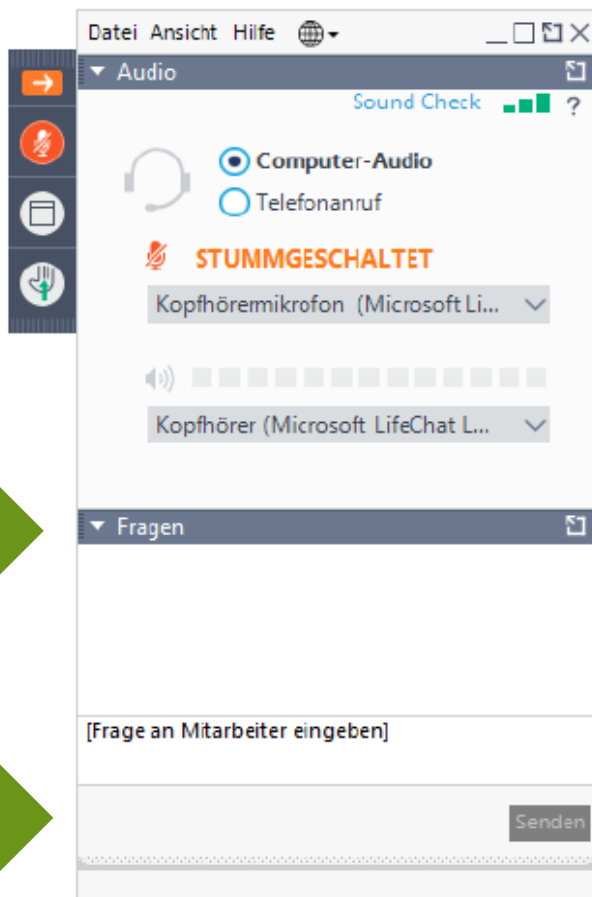 Datei Ansicht Hilfe
Audio
Sound Check ?
Computer-Audio
Telefonanruf
STUMMGESCHALTET
Kopfhörermikrofon (Microsoft Li...
Kopfhörer (Microsoft LifeChat L...
Fragen
[Frage an Mitarbeiter eingeben]
Senden